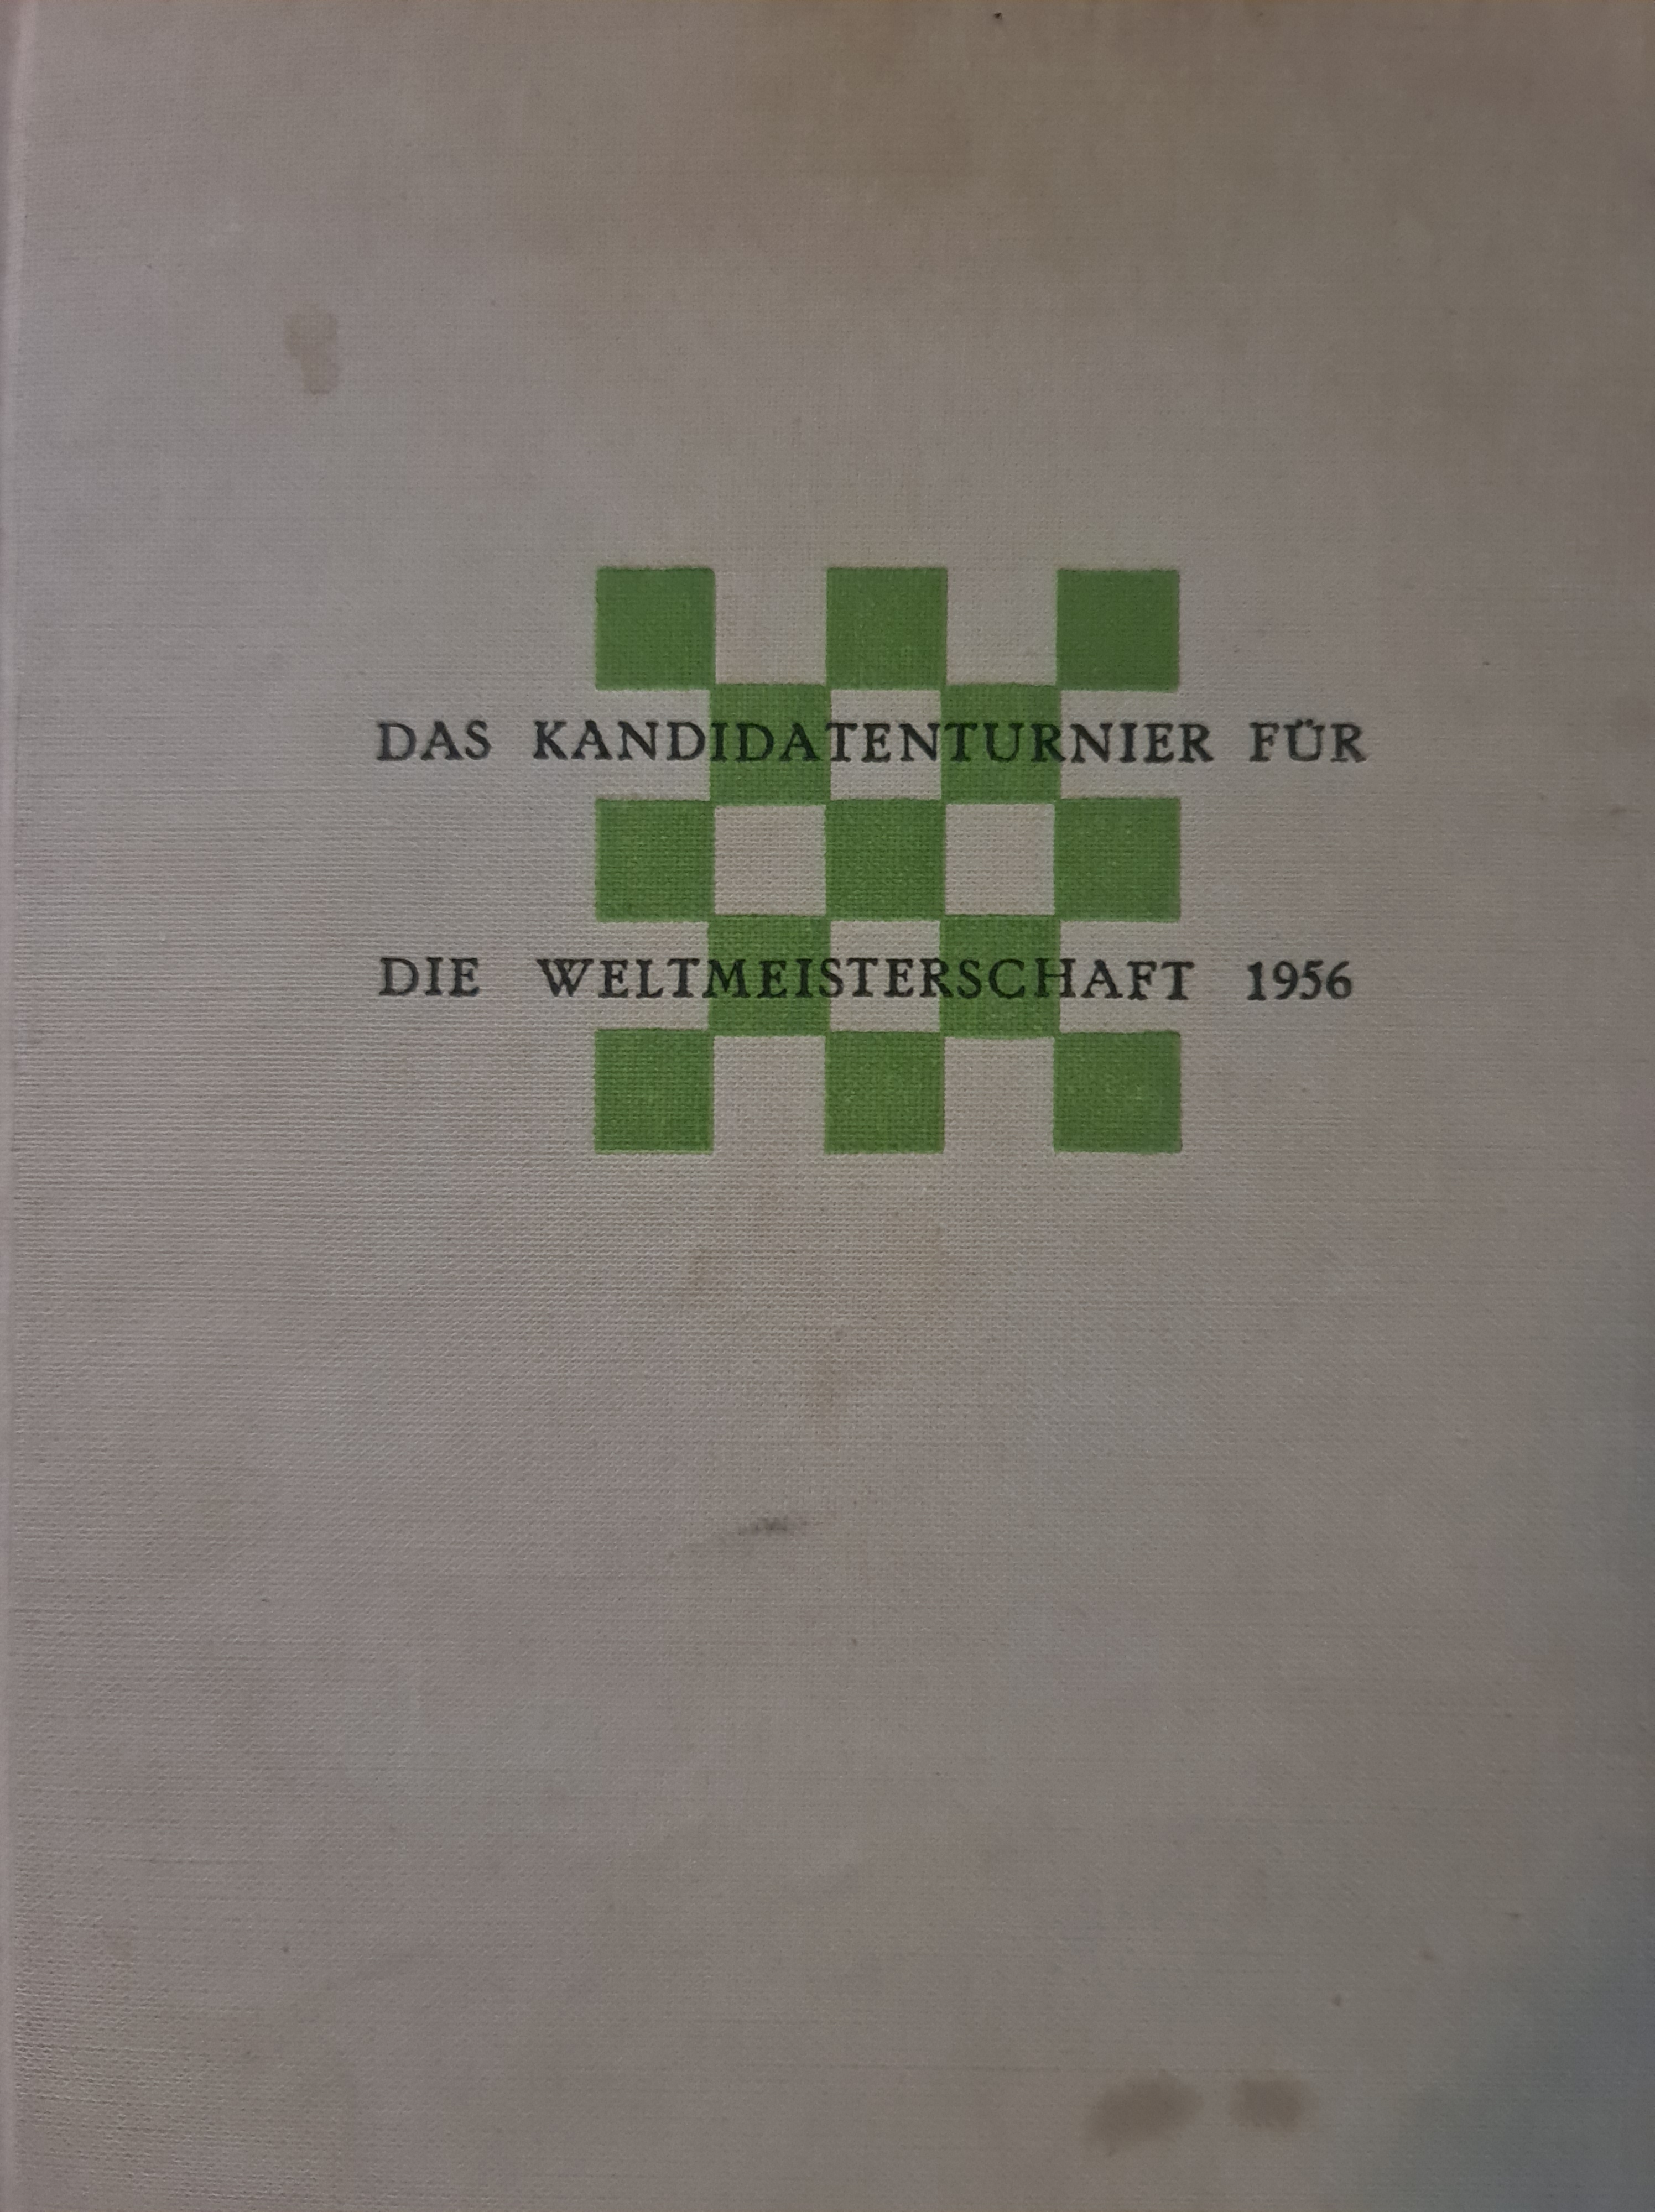 DAS KANDIDATENTURNIER FÜR
DIE WELTMEISTERSCHAFT 1956